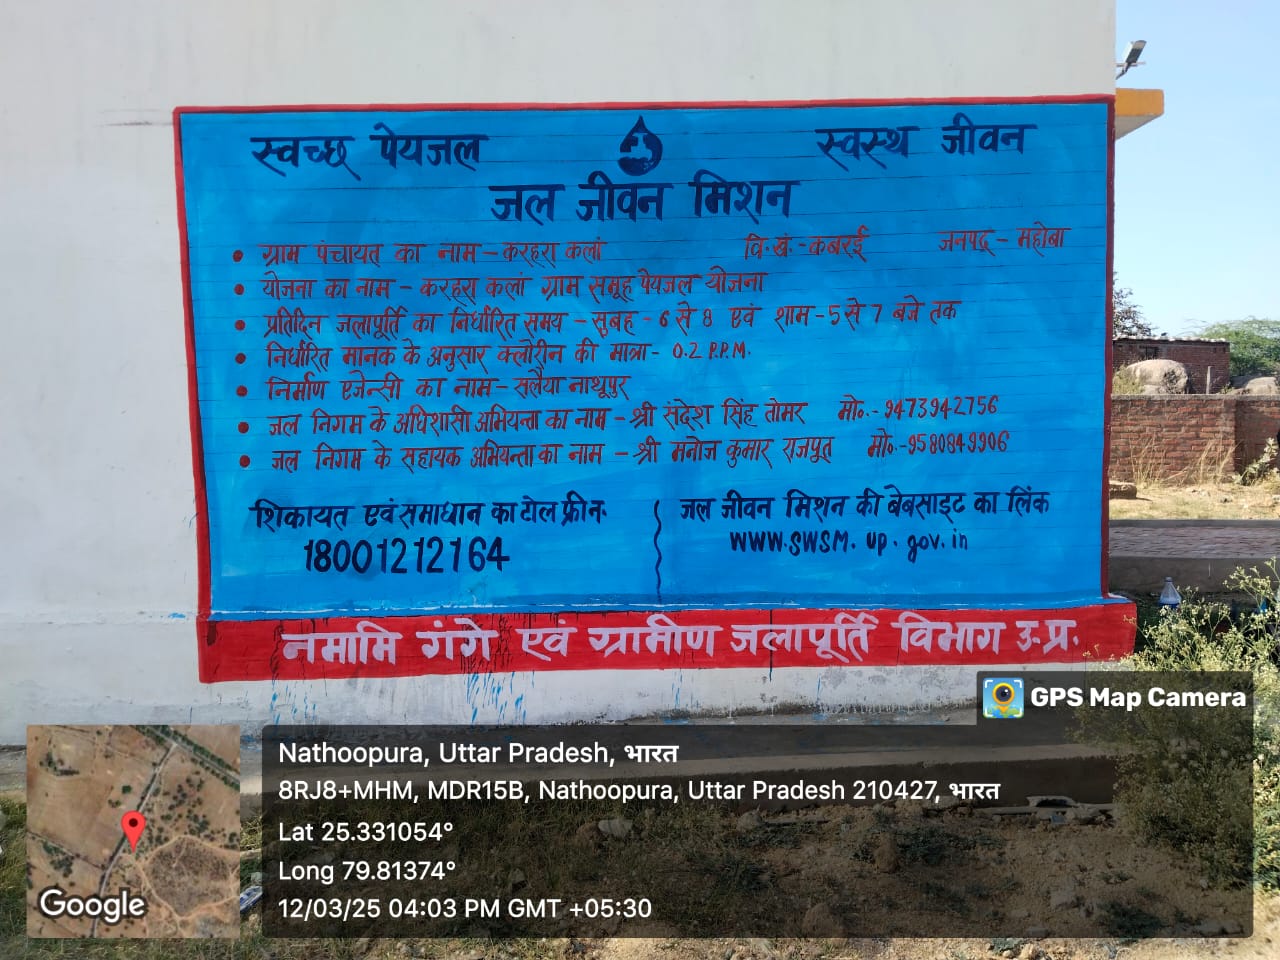 स्वच्छ पेयजल स्वस्थ जीवन
जल जीवन मिशन
• ग्राम पंचायत का नाम - करहरा कलां वि.खं.- कबरई जनपद - महोबा
• योजना का नाम - करहरा कलां ग्राम समूह पेयजल योजना
• प्रतिदिन जलापूर्ति का निर्धारित समय - सुबह - 6 से 8 एवं शाम - 5 से 7 बजे तक
• निर्धारित मानक के अनुसार क्लोरीन की मात्रा - 0.2 P.P.M.
• निर्माण एजेन्सी का नाम - सलैया नाथूपुर
• जल निगम के अधिशासी अभियन्ता का नाम - श्री संदेश सिंह तोमर मो०.- 9473942756
• जल निगम के सहायक अभियन्ता का नाम - श्री मनोज कुमार राजपूत मो०.- 9580849906
शिकायत एवं समाधान का टोल फ्री न.
18001212164
जल जीवन मिशन की बेबसाइट का लिंक
www.swsm.up.gov.in
नमामि गंगे एवं ग्रामीण जलापूर्ति विभाग उ.प्र.
GPS Map Camera
Nathoopura, Uttar Pradesh, भारत
8RJ8+MHM, MDR15B, Nathoopura, Uttar Pradesh 210427, भारत
Lat 25.331054°
Long 79.81374°
12/03/25 04:03 PM GMT +05:30
Google